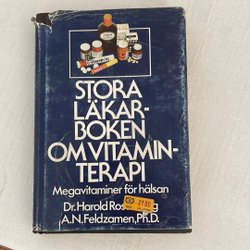 STORA
LÄKAR-
BOKEN
OM VITAMIN-
TERAPI
Megavitaminer för hälsan
Dr. Harold
A.N. Feldzamen, Ph.D.